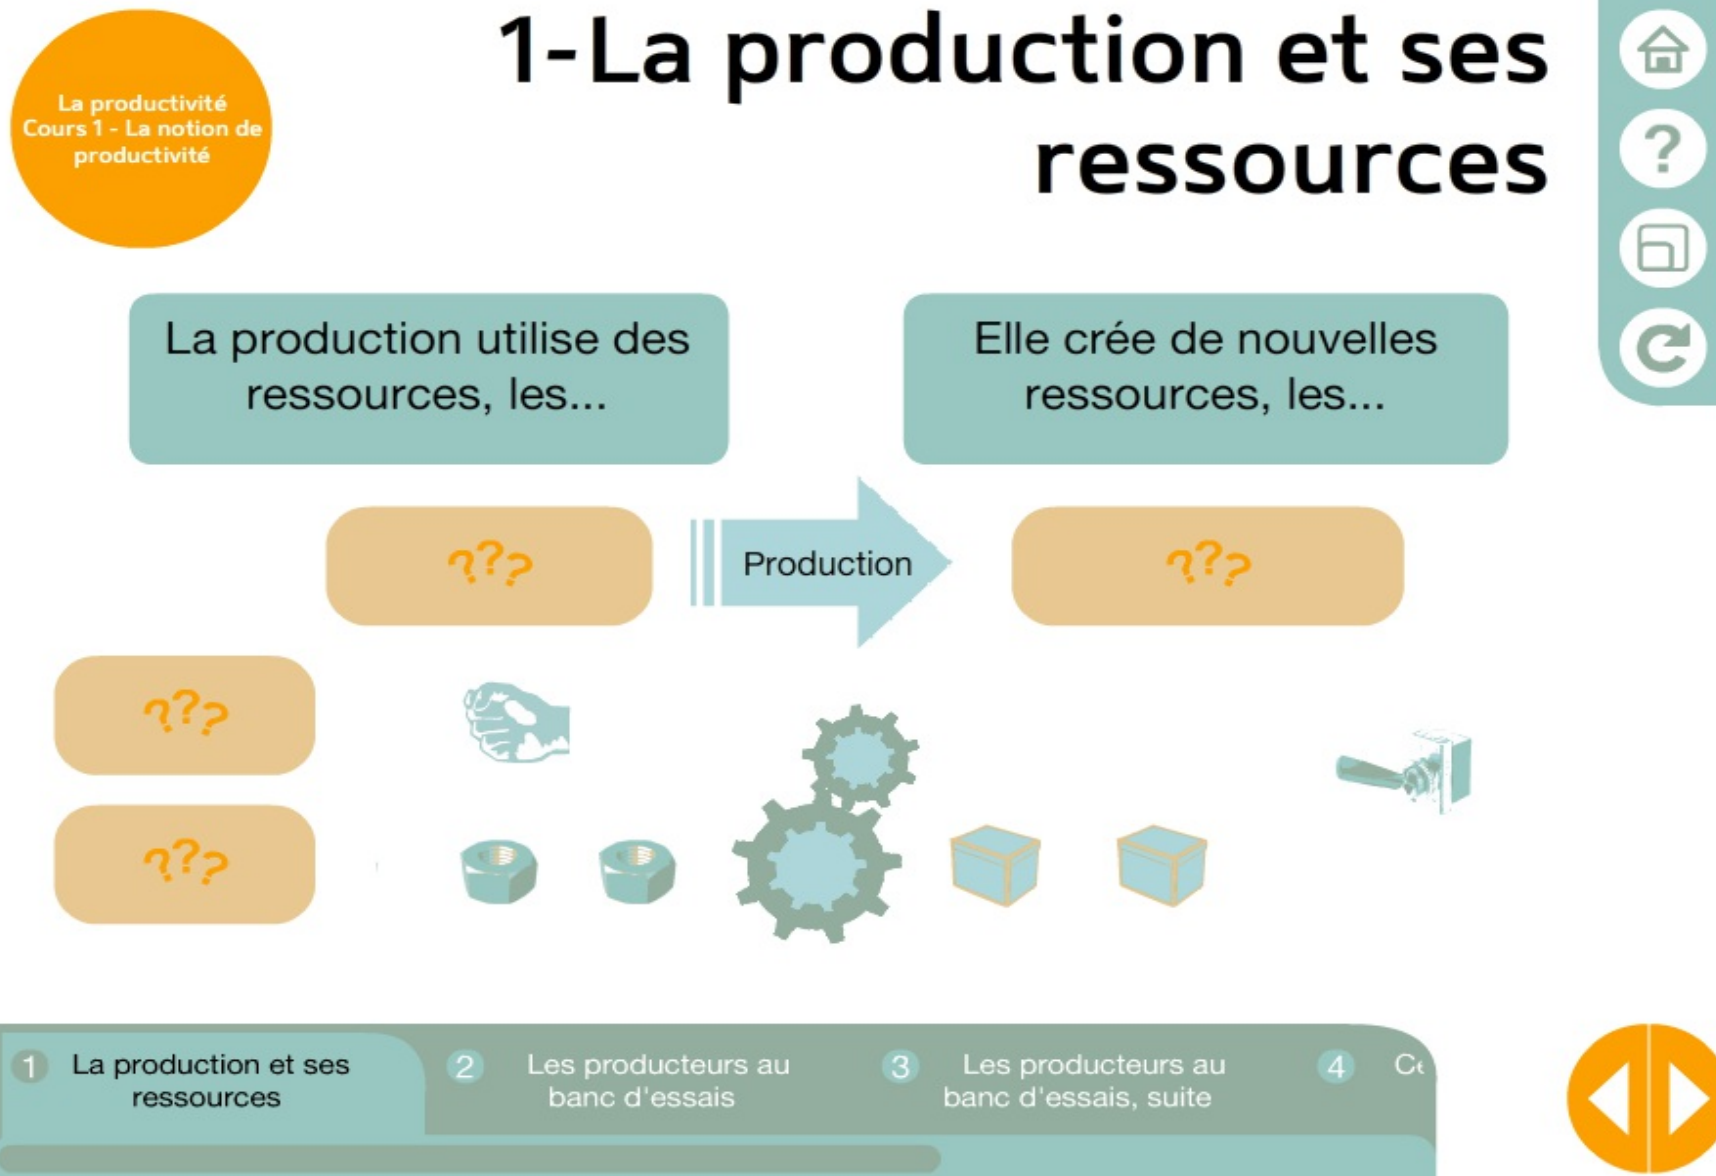 La productivité
Cours 1 - La notion de
productivité
1-La production et ses
ressources
?
La production utilise des
ressources, les...
Elle crée de nouvelles
ressources, les...
???
Production
???
???
???
1 La production et ses
ressources
2 Les producteurs au
banc d'essais
3 Les producteurs au
banc d'essais, suite
4